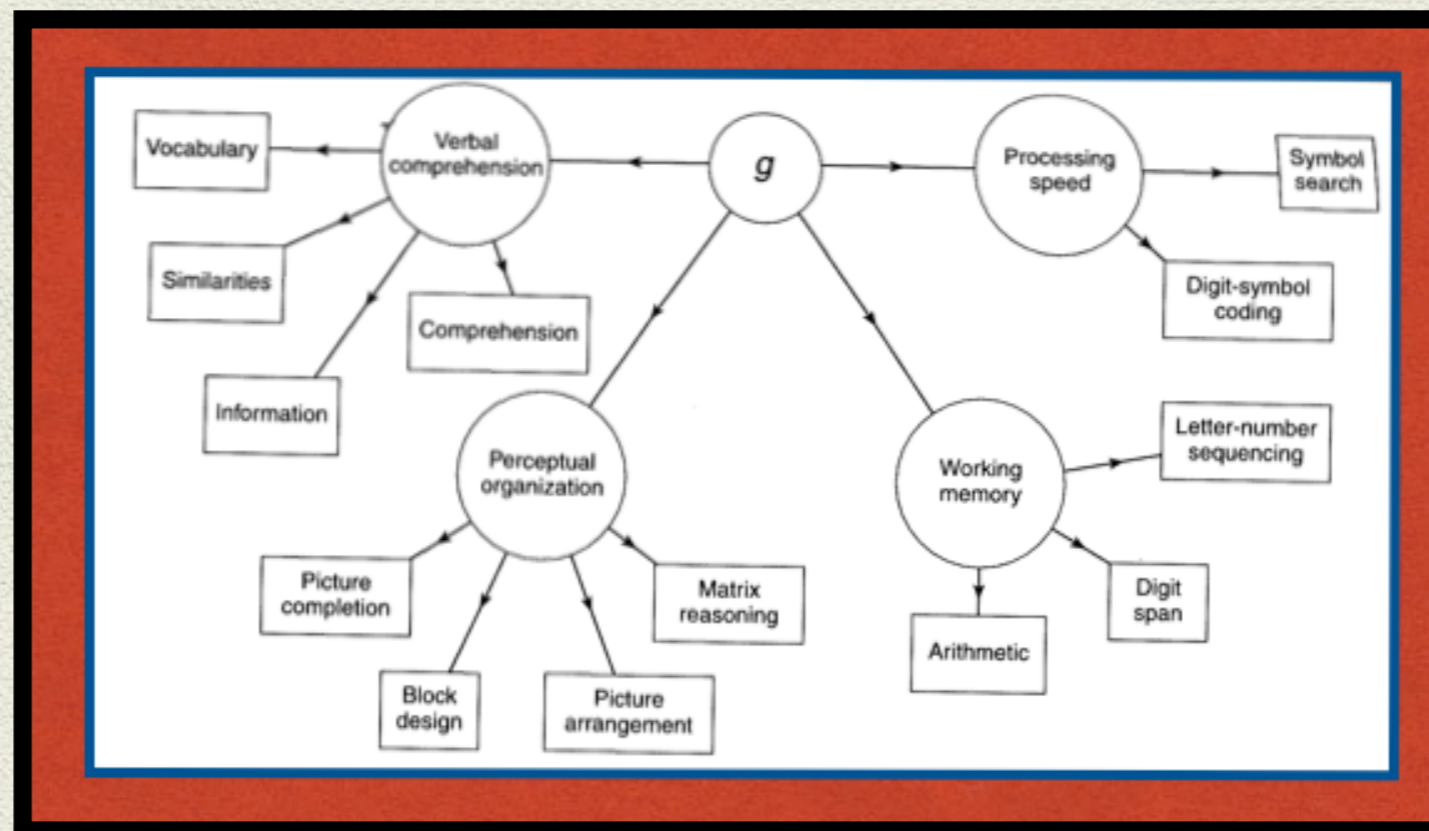 g
Verbal
comprehension
Vocabulary
Similarities
Information
Comprehension
Perceptual
organization
Picture
completion
Block
design
Picture
arrangement
Matrix
reasoning
Working
memory
Arithmetic
Digit
span
Letter-number
sequencing
Processing
speed
Symbol
search
Digit-symbol
coding